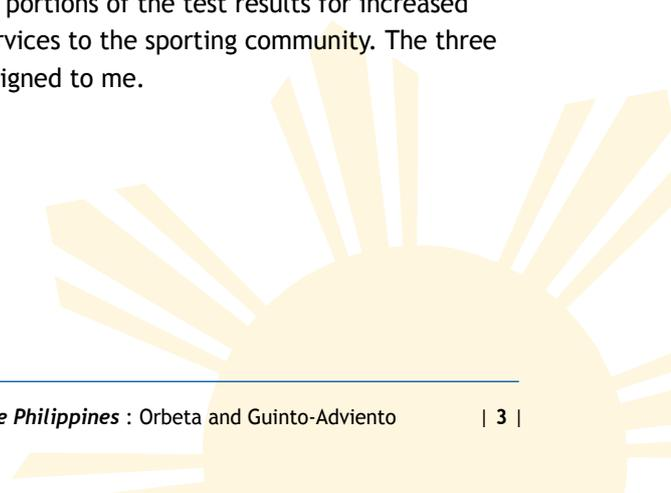 portions of the test results for increased
rvices to the sporting community. The three
igned to me.
e Philippines : Orbeta and Guinto-Adviento | 3 |